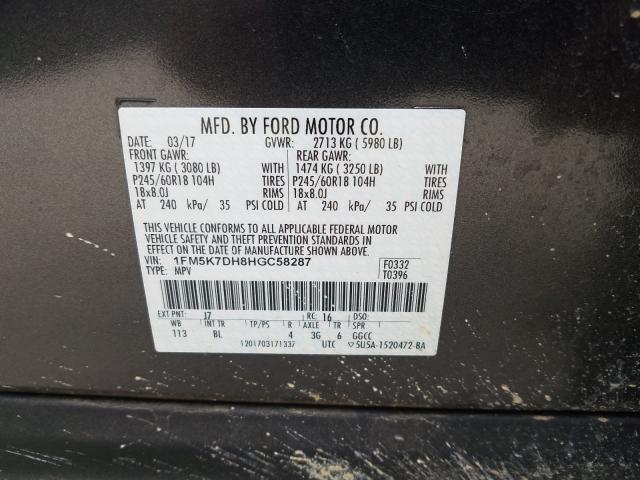 MFD. BY FORD MOTOR CO.
DATE: 03/17 GVWR: 2713 KG ( 5980 LB)
FRONT GAWR: REAR GAWR:
1397 KG ( 3080 LB) WITH 1474 KG ( 3250 LB) WITH
P245/60R18 104H TIRES P245/60R18 104H TIRES
18x8.0J RIMS 18x8.0J RIMS
AT 240 kPa/ 35 PSI COLD AT 240 kPa/ 35 PSI COLD
THIS VEHICLE CONFORMS TO ALL APPLICABLE FEDERAL MOTOR
VEHICLE SAFETY AND THEFT PREVENTION STANDARDS IN
EFFECT ON THE DATE OF MANUFACTURE SHOWN ABOVE.
VIN: 1FM5K7DH8HGC58287 F0332
TYPE: MPV T0396
EXT PNT: J7 RC: 16 DSO:
WB INT TR TP/PS R AXLE TR SPR
113 BL 4 3G 6 GGCC
1201703171337 UTC 5U5A-1520472-BA